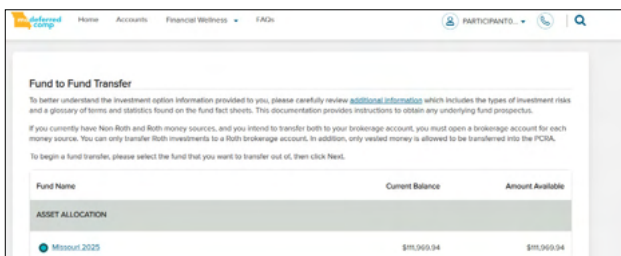 mo deferred comp Home Accounts Financial Wellness FAQs PARTICIPANTO...
Fund to Fund Transfer
To better understand the investment option information provided to you, please carefully review additional information which includes the types of investment risks
and a glossary of terms and statistics found on the fund fact sheets. This documentation provides instructions to obtain any underlying fund prospectus.
If you currently have Non-Roth and Roth money sources, and you intend to transfer both to your brokerage account, you must open a brokerage account for each
money source. You can only transfer Roth investments to a Roth brokerage account. In addition, only vested money is allowed to be transferred into the PCRA.
To begin a fund transfer, please select the fund that you want to transfer out of, then click Next.
Fund Name Current Balance Amount Available
ASSET ALLOCATION
Missouri 2025 $111,969.94 $111,969.94